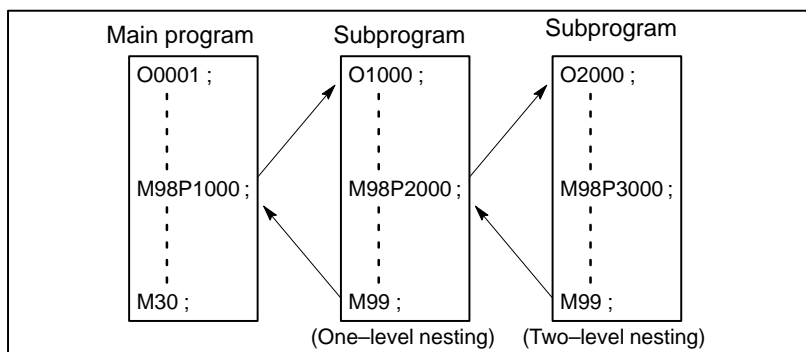 Main program
Subprogram
Subprogram
O0001 ;
O1000 ;
O2000 ;
M98P1000 ;
M98P2000 ;
M98P3000 ;
M30 ;
M99 ;
M99 ;
(One–level nesting)
(Two–level nesting)